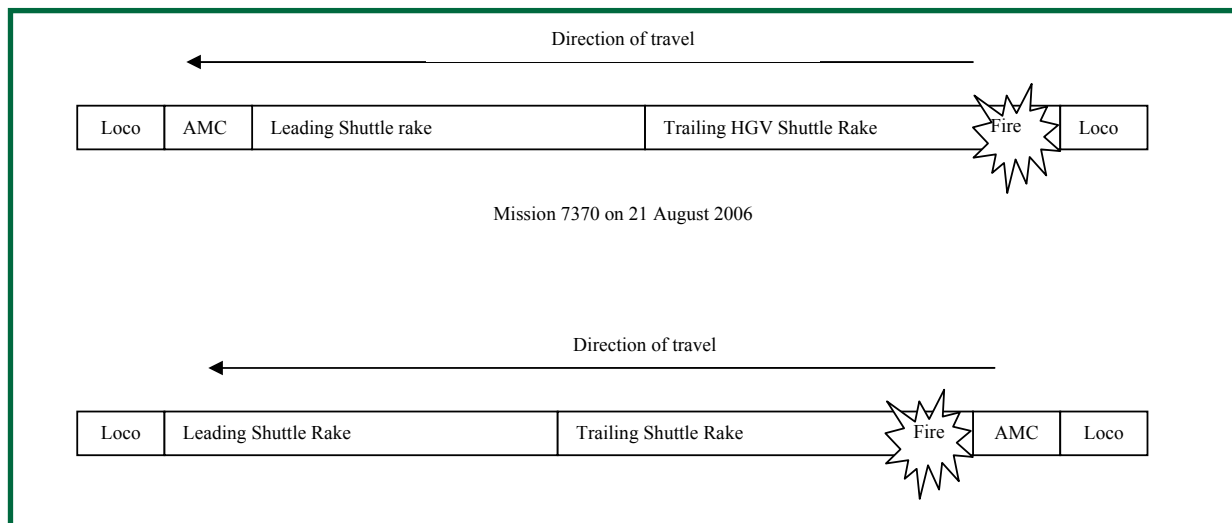 Direction of travel
Loco AMC Leading Shuttle rake Trailing HGV Shuttle Rake Fire Loco
Mission 7370 on 21 August 2006
Direction of travel
Loco Leading Shuttle Rake Trailing Shuttle Rake Fire AMC Loco